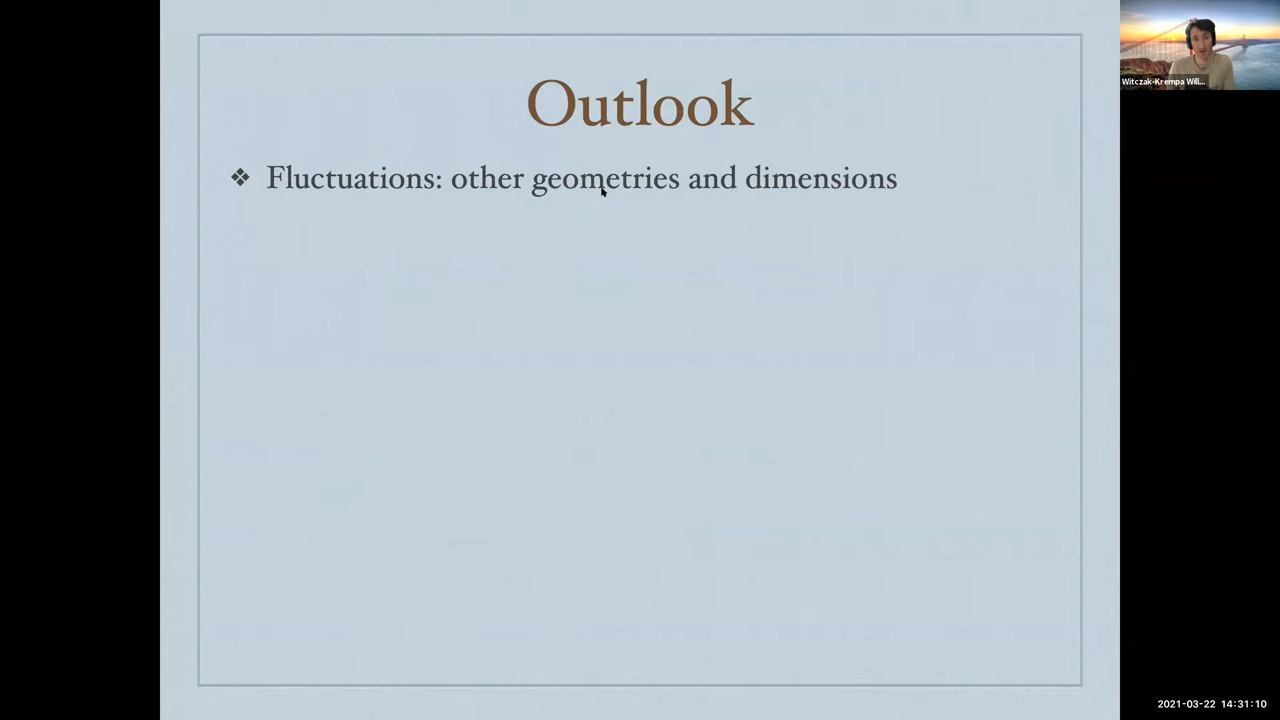 Outlook
❖ Fluctuations: other geometries and dimensions
Witczak-Krempa Will...
2021-03-22 14:31:10